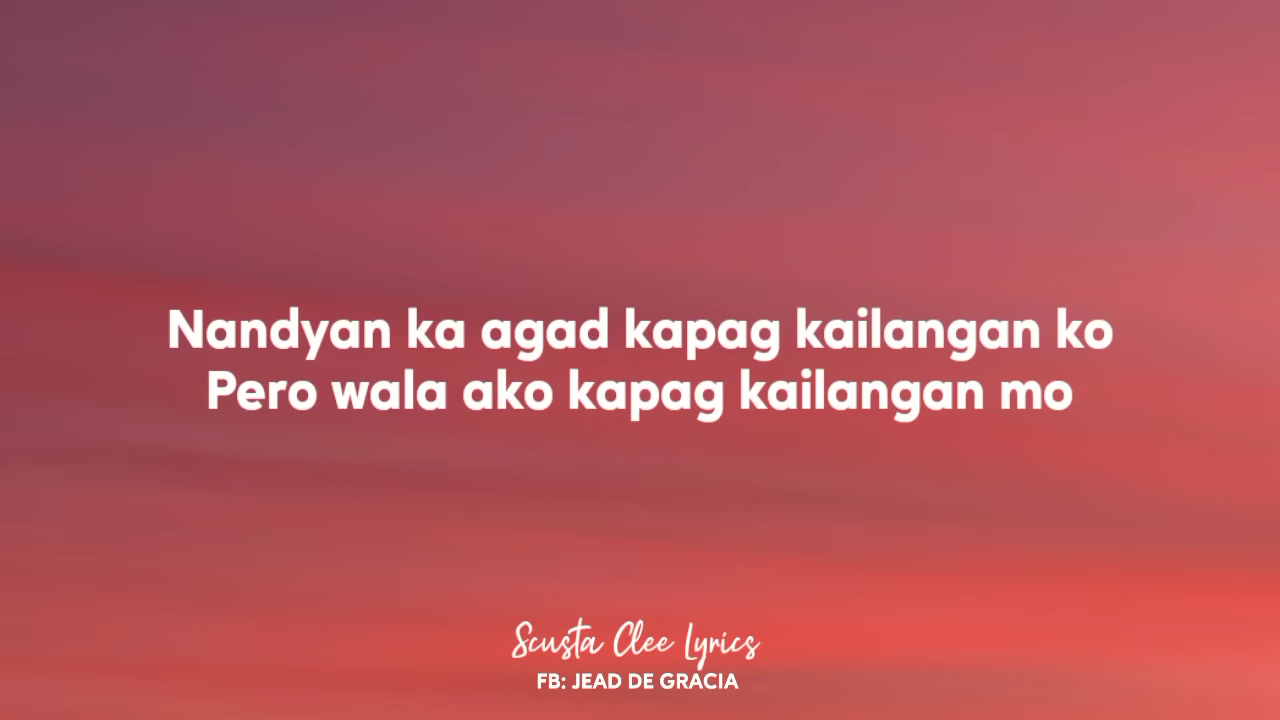 Nandyan ka agad kapag kailangan ko
Pero wala ako kapag kailangan mo
Scusta Clee Lyrics
FB: JEAD DE GRACIA